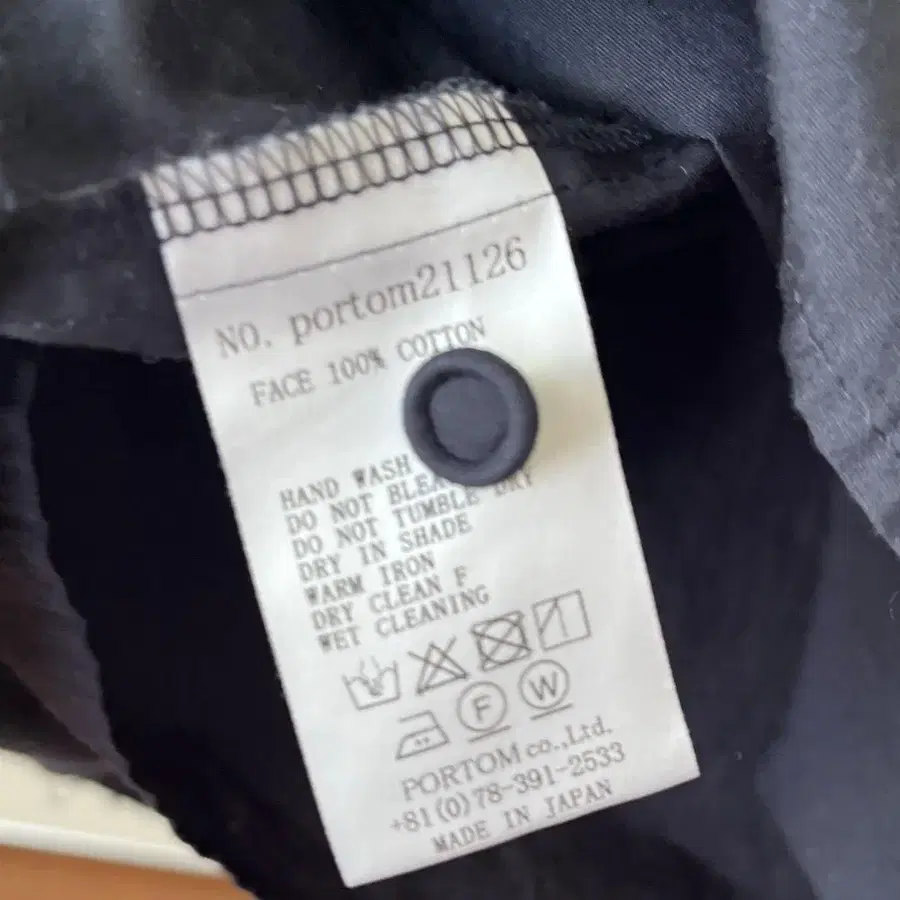 NO. portom21126
FACE 100% COTTON
HAND WASH
DO NOT
DO NOT TUMBLE DRY
DRY IN SHADE
WARM IRON
DRY CLEAN F
WET CLEANING
F W
PORTOM co.,Ltd.
+81(0)78-391-2533
MADE IN JAPAN